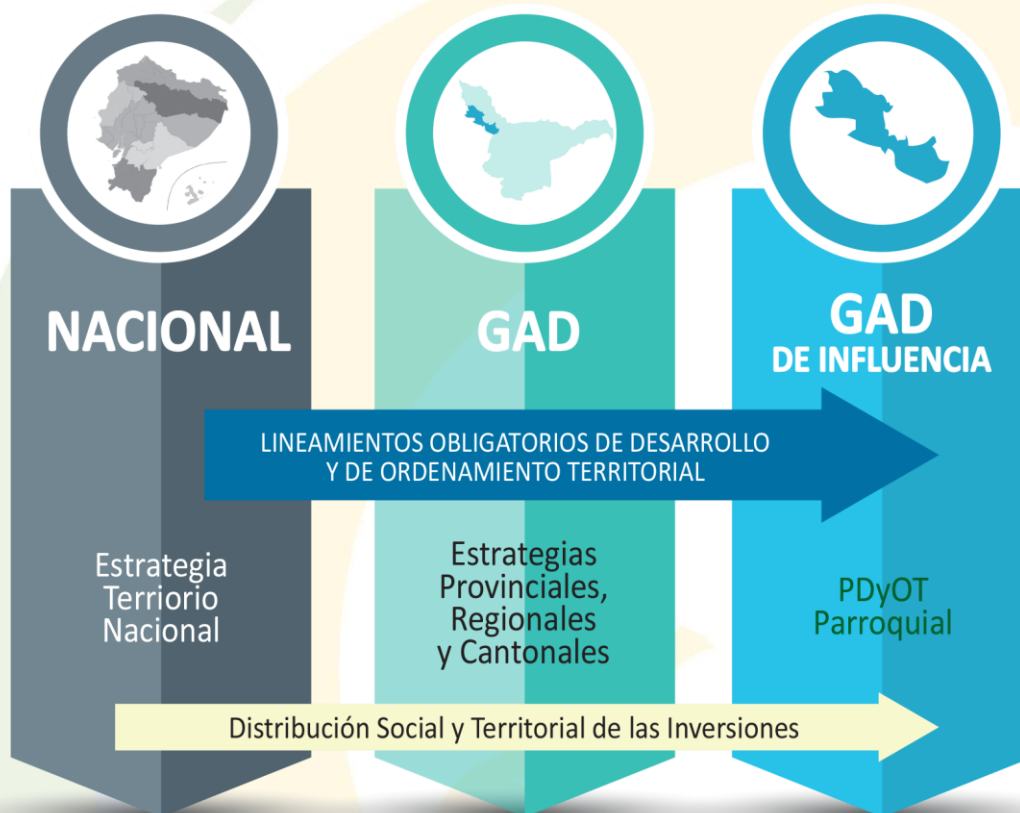 NACIONAL
GAD
GAD
DE INFLUENCIA
LINEAMIENTOS OBLIGATORIOS DE DESARROLLO
Y DE ORDENAMIENTO TERRITORIAL
Estrategia
Terriorio
Nacional
Estrategias
Provinciales,
Regionales
y Cantonales
PDyOT
Parroquial
Distribución Social y Territorial de las Inversiones